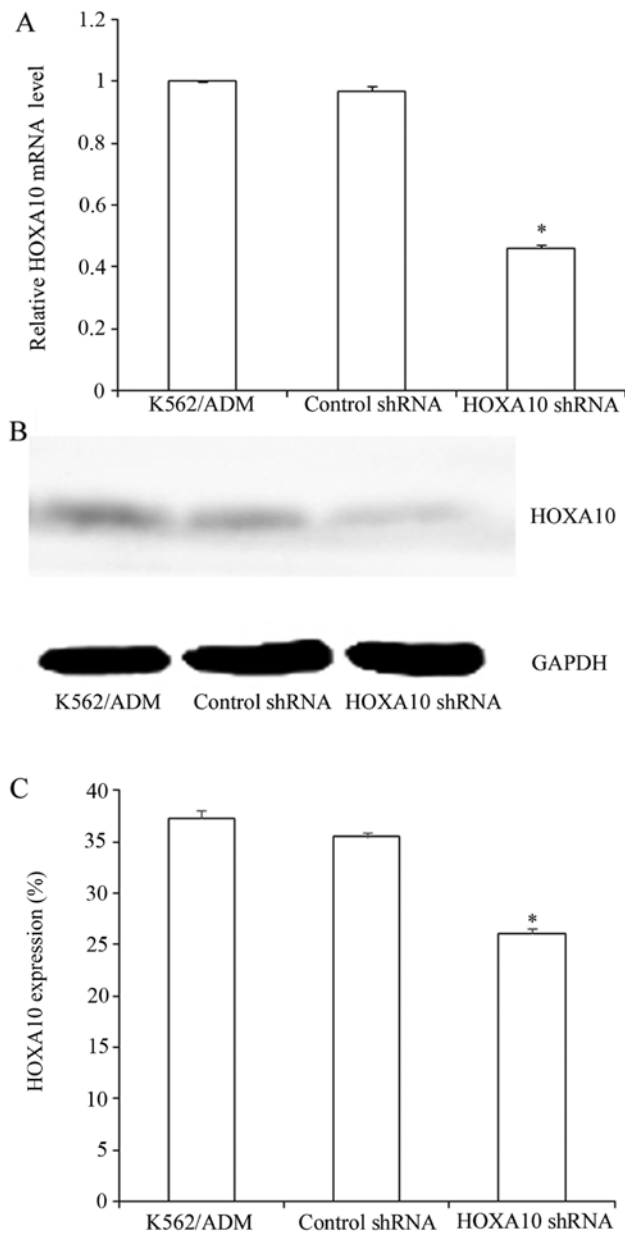 A
Relative HOXA10 mRNA level
1.2
1
0.8
0.6
0.4
0.2
0
*
K562/ADM Control shRNA HOXA10 shRNA
B
HOXA10
GAPDH
K562/ADM Control shRNA HOXA10 shRNA
C
HOXA10 expression (%)
40
35
30
25
20
15
10
5
0
*
K562/ADM Control shRNA HOXA10 shRNA